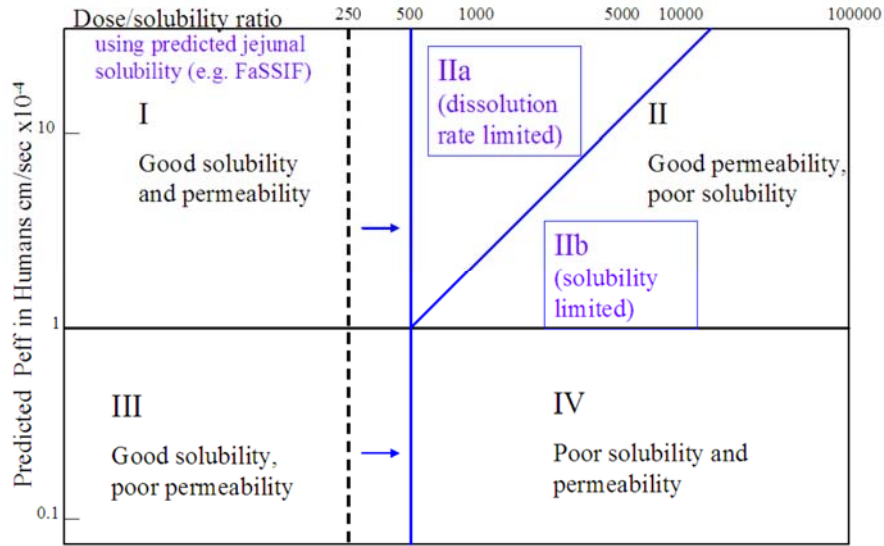 Dose/solubility ratio
250 500 1000 5000 10000 100000
using predicted jejunal
solubility (e.g. FaSSIF)
I
Good solubility
and permeability
IIa
(dissolution
rate limited)
II
Good permeability,
poor solubility
IIb
(solubility
limited)
III
Good solubility,
poor permeability
IV
Poor solubility and
permeability
10
1
0.1
Predicted Peff in Humans cm/sec x10-4